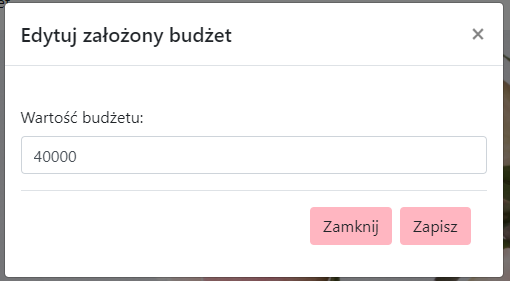 Edytuj założony budżet
×
Wartość budżetu:
40000
Zamknij Zapisz